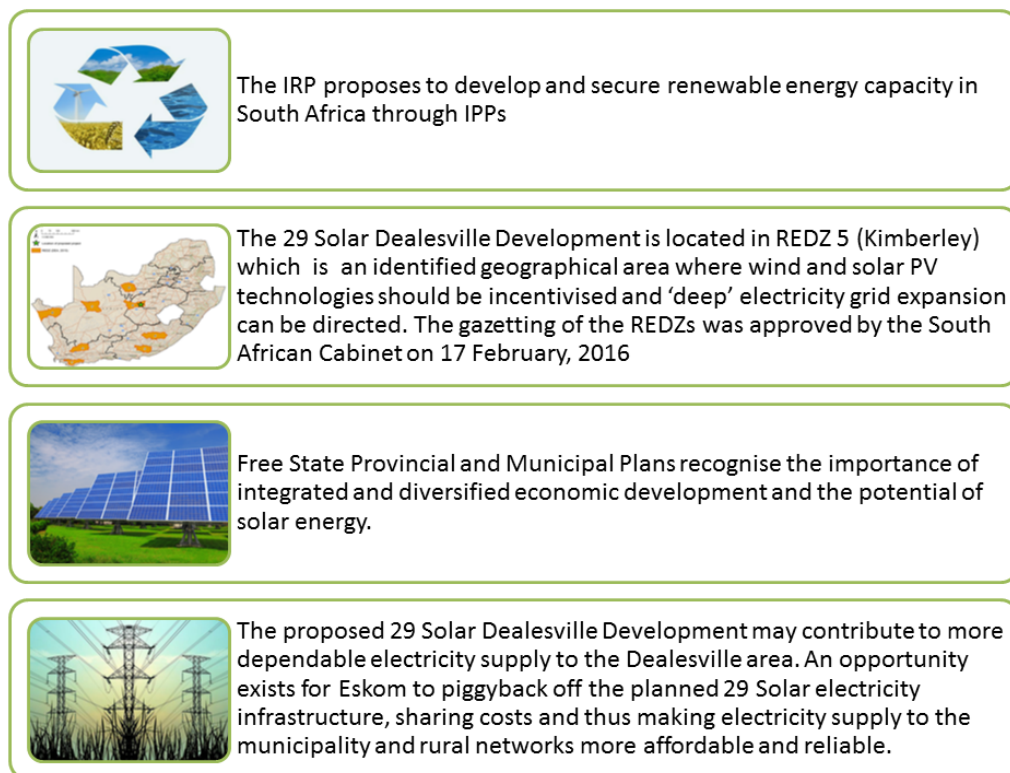 The IRP proposes to develop and secure renewable energy capacity in
South Africa through IPPs
The 29 Solar Dealesville Development is located in REDZ 5 (Kimberley)
which is an identified geographical area where wind and solar PV
technologies should be incentivised and ‘deep’ electricity grid expansion
can be directed. The gazetting of the REDZs was approved by the South
African Cabinet on 17 February, 2016
Free State Provincial and Municipal Plans recognise the importance of
integrated and diversified economic development and the potential of
solar energy.
The proposed 29 Solar Dealesville Development may contribute to more
dependable electricity supply to the Dealesville area. An opportunity
exists for Eskom to piggyback off the planned 29 Solar electricity
infrastructure, sharing costs and thus making electricity supply to the
municipality and rural networks more affordable and reliable.